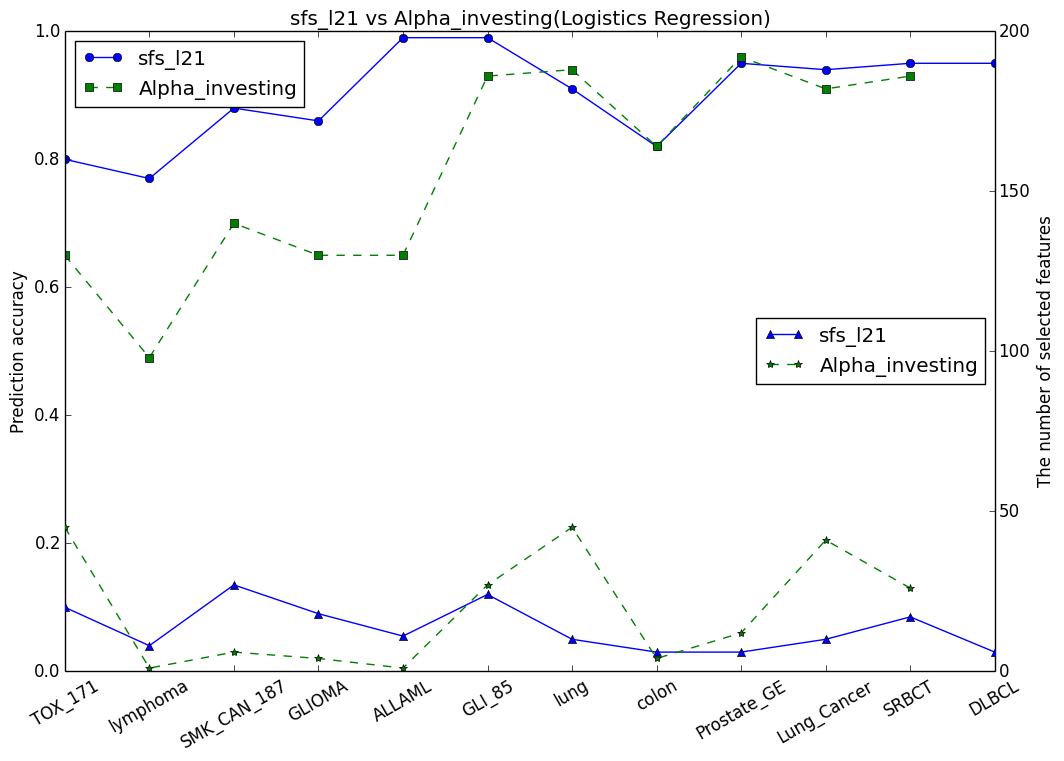 sfs_l21 vs Alpha_investing(Logistics Regression)
1.0
0.8
0.6
0.4
0.2
0.0
Prediction accuracy
sfs_l21
Alpha_investing
200
150
100
50
0
The number of selected features
sfs_l21
Alpha_investing
TOX_171
lymphoma
SMK_CAN_187
GLIOMA
ALLAML
GLI_85
lung
colon
Prostate_GE
Lung_Cancer
SRBCT
DLBCL